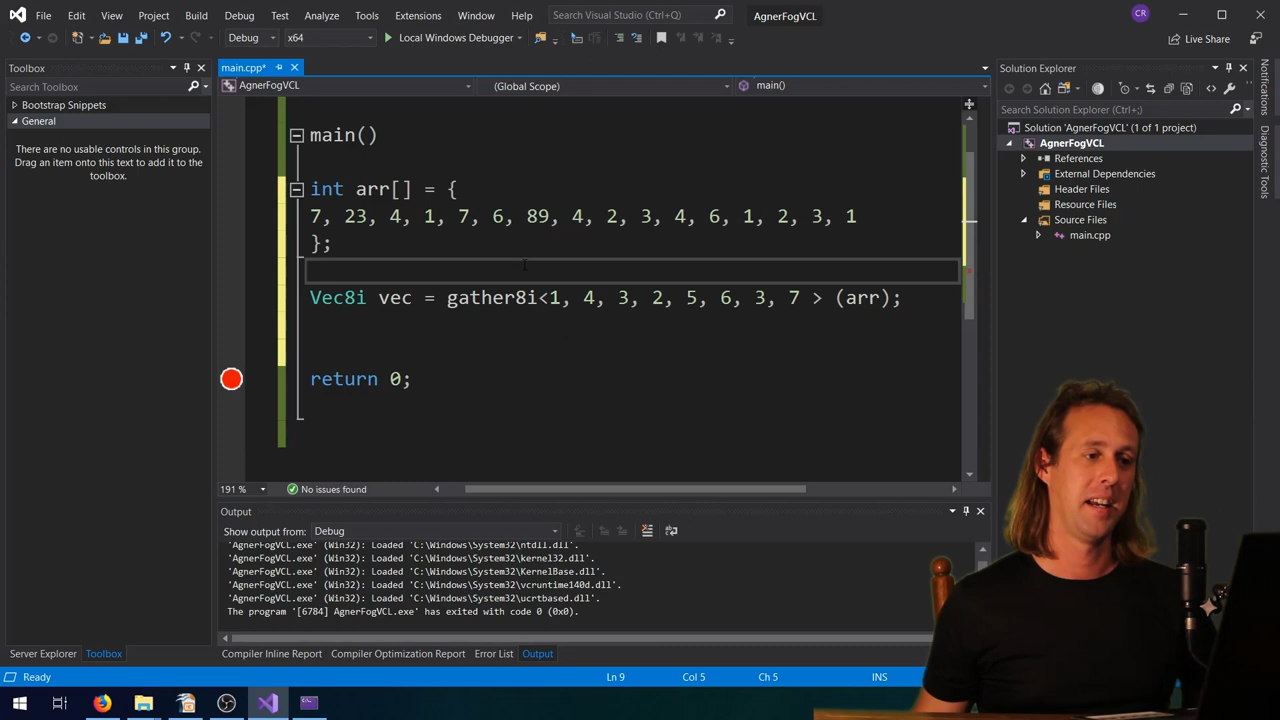 File Edit View Project Build Debug Test Analyze Tools Extensions Window Help Search Visual Studio (Ctrl+Q) AgnerFogVCL CR
Debug x64 Local Windows Debugger Live Share
Toolbox
Search Toolbox
Bootstrap Snippets
General
There are no usable controls in this group.
Drag an item onto this text to add it to the
toolbox.
main.cpp*
AgnerFogVCL (Global Scope) main()
main()
int arr[] = {
7, 23, 4, 1, 7, 6, 89, 4, 2, 3, 4, 6, 1, 2, 3, 1
};
Vec8i vec = gather8i<1, 4, 3, 2, 5, 6, 3, 7 > (arr);
return 0;
191 % No issues found
Output
Show output from: Debug
'AgnerFogVCL.exe' (Win32): Loaded 'C:\Windows\System32\ntdll.dll'.
'AgnerFogVCL.exe' (Win32): Loaded 'C:\Windows\System32\kernel32.dll'.
'AgnerFogVCL.exe' (Win32): Loaded 'C:\Windows\System32\KernelBase.dll'.
'AgnerFogVCL.exe' (Win32): Loaded 'C:\Windows\System32\vcruntime140d.dll'.
'AgnerFogVCL.exe' (Win32): Loaded 'C:\Windows\System32\ucrtbased.dll'.
The program '[6784] AgnerFogVCL.exe' has exited with code 0 (0x0).
Server Explorer Toolbox
Compiler Inline Report Compiler Optimization Report Error List Output
Solution Explorer
Search Solution Explorer (Ctrl+;)
Solution 'AgnerFogVCL' (1 of 1 project)
AgnerFogVCL
References
External Dependencies
Header Files
Resource Files
Source Files
main.cpp
Notifications
Diagnostic Tools
Ready Ln 9 Col 5 Ch 5 INS